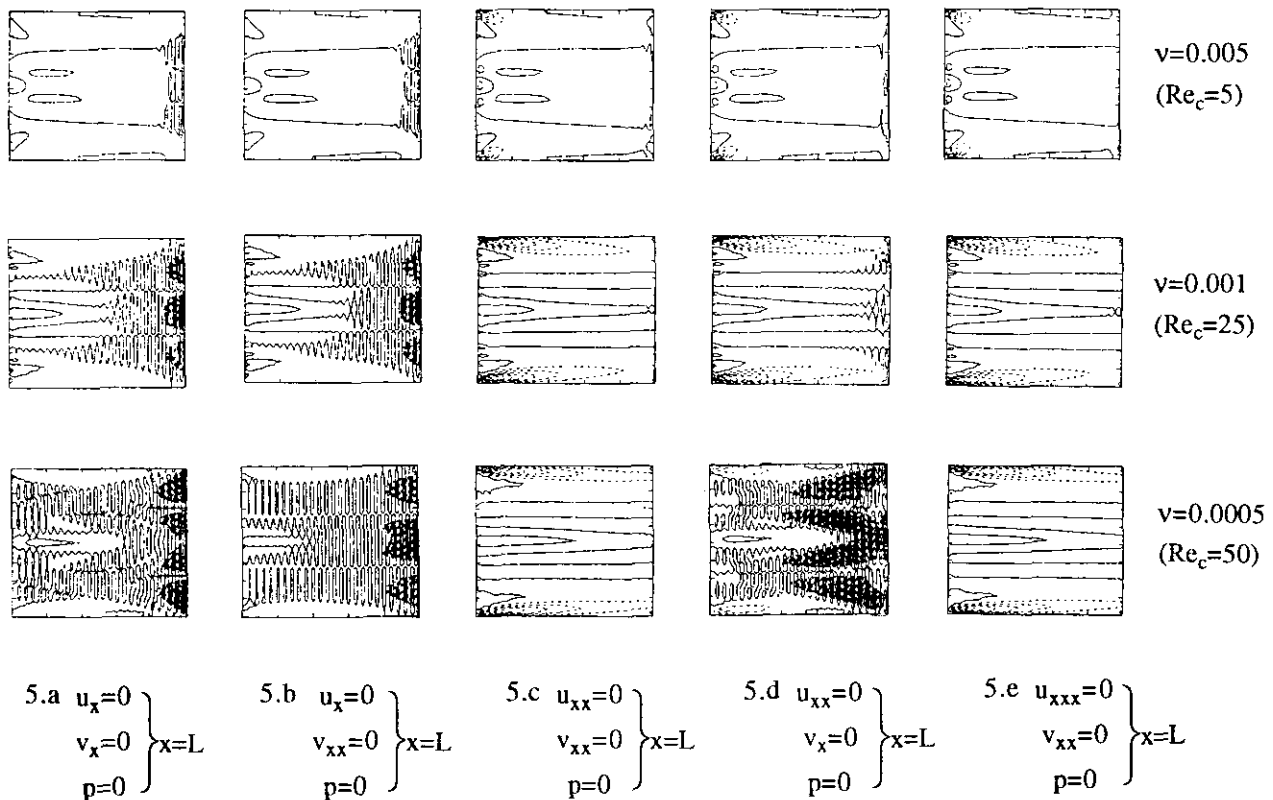 ν=0.005
(Re_c=5)
ν=0.001
(Re_c=25)
ν=0.0005
(Re_c=50)
5.a u_x=0
v_x=0 }x=L
p=0
5.b u_x=0
v_xx=0 }x=L
p=0
5.c u_xx=0
v_xx=0 }x=L
p=0
5.d u_xx=0
v_x=0 }x=L
p=0
5.e u_xxx=0
v_xx=0 }x=L
p=0